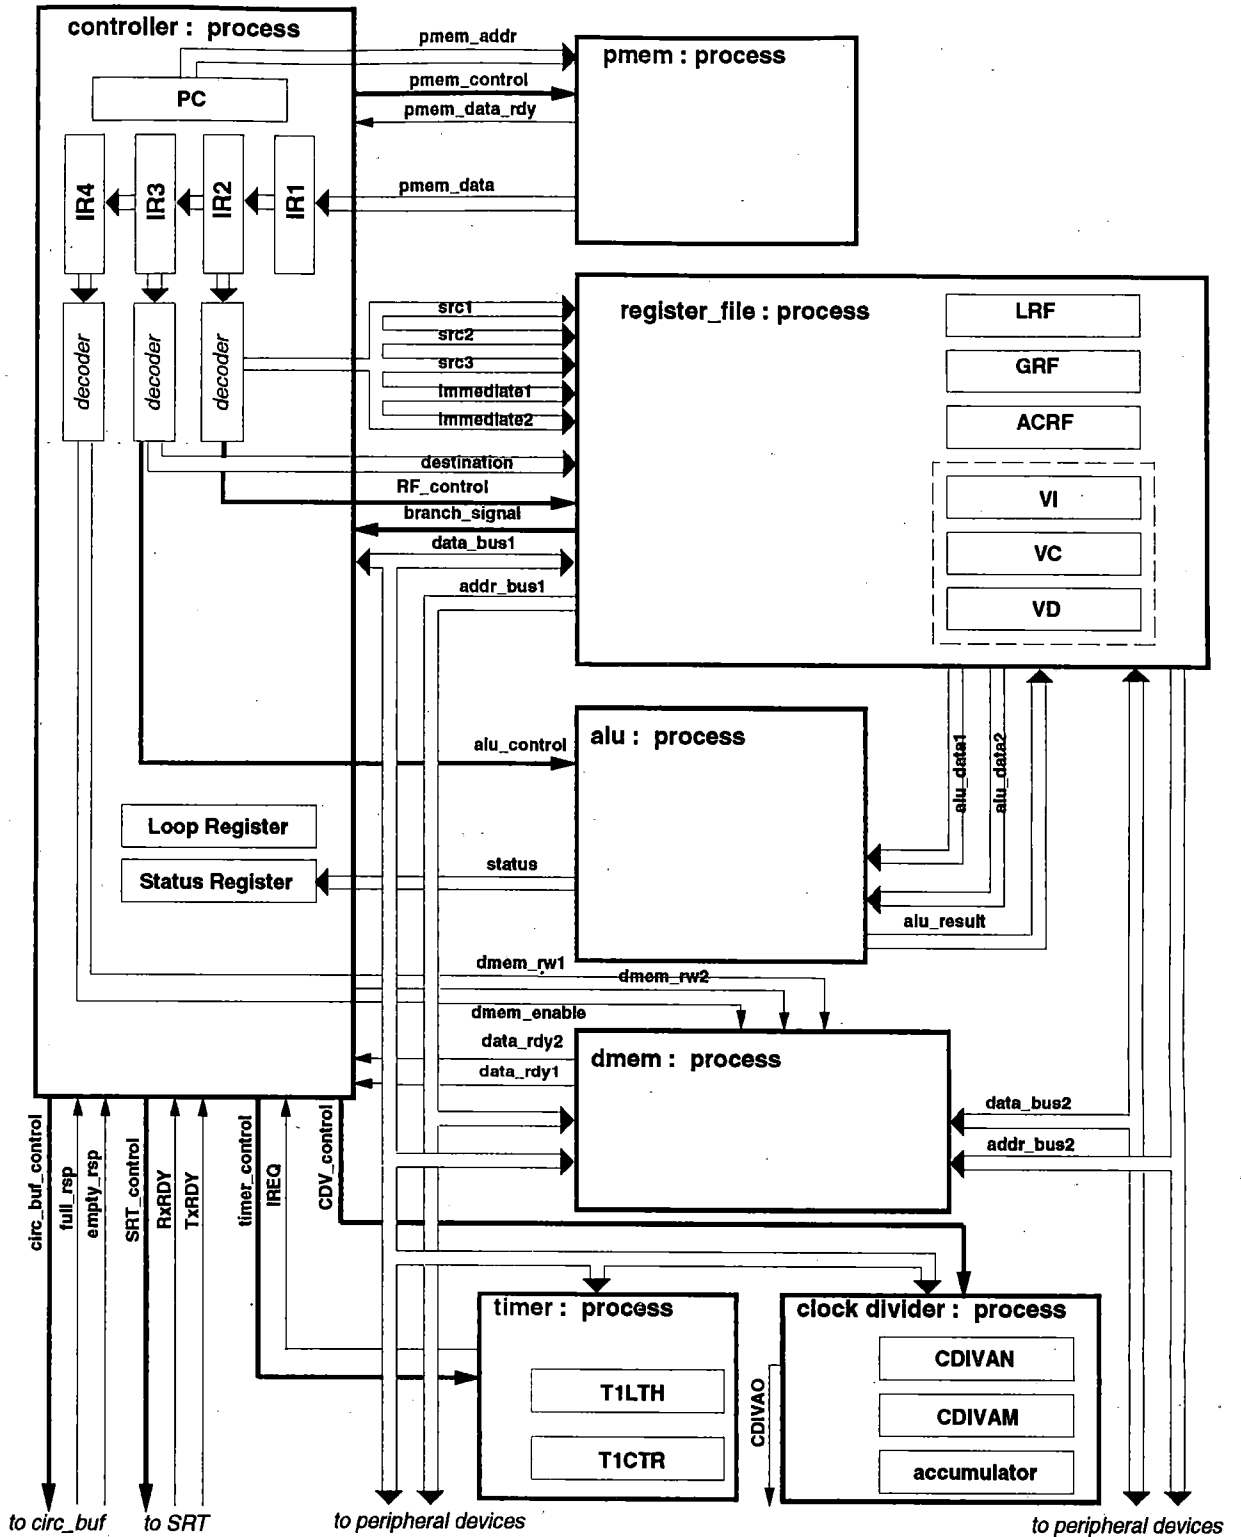 controller : process
pmem_addr
pmem : process
pmem_control
PC
pmem_data_rdy
IR4
IR3
IR2
IR1
pmem_data
decoder
decoder
decoder
src1
src2
src3
immediate1
immediate2
register_file : process
LRF
GRF
ACRF
VI
VC
VD
destination
RF_control
branch_signal
data_bus1
addr_bus1
alu_control
alu : process
alu_data1
alu_data2
Loop Register
Status Register
status
alu_result
dmem_rw1
dmem_rw2
dmem_enable
data_rdy2
data_rdy1
dmem : process
data_bus2
addr_bus2
circ_buf_control
full_rsp
empty_rsp
SRT_control
RxRDY
TxRDY
timer_control
IREQ
CDV_control
timer : process
T1LTH
T1CTR
clock divider : process
CDIVAN
CDIVAM
accumulator
CDIVAO
to circ_buf
to SRT
to peripheral devices
to peripheral devices